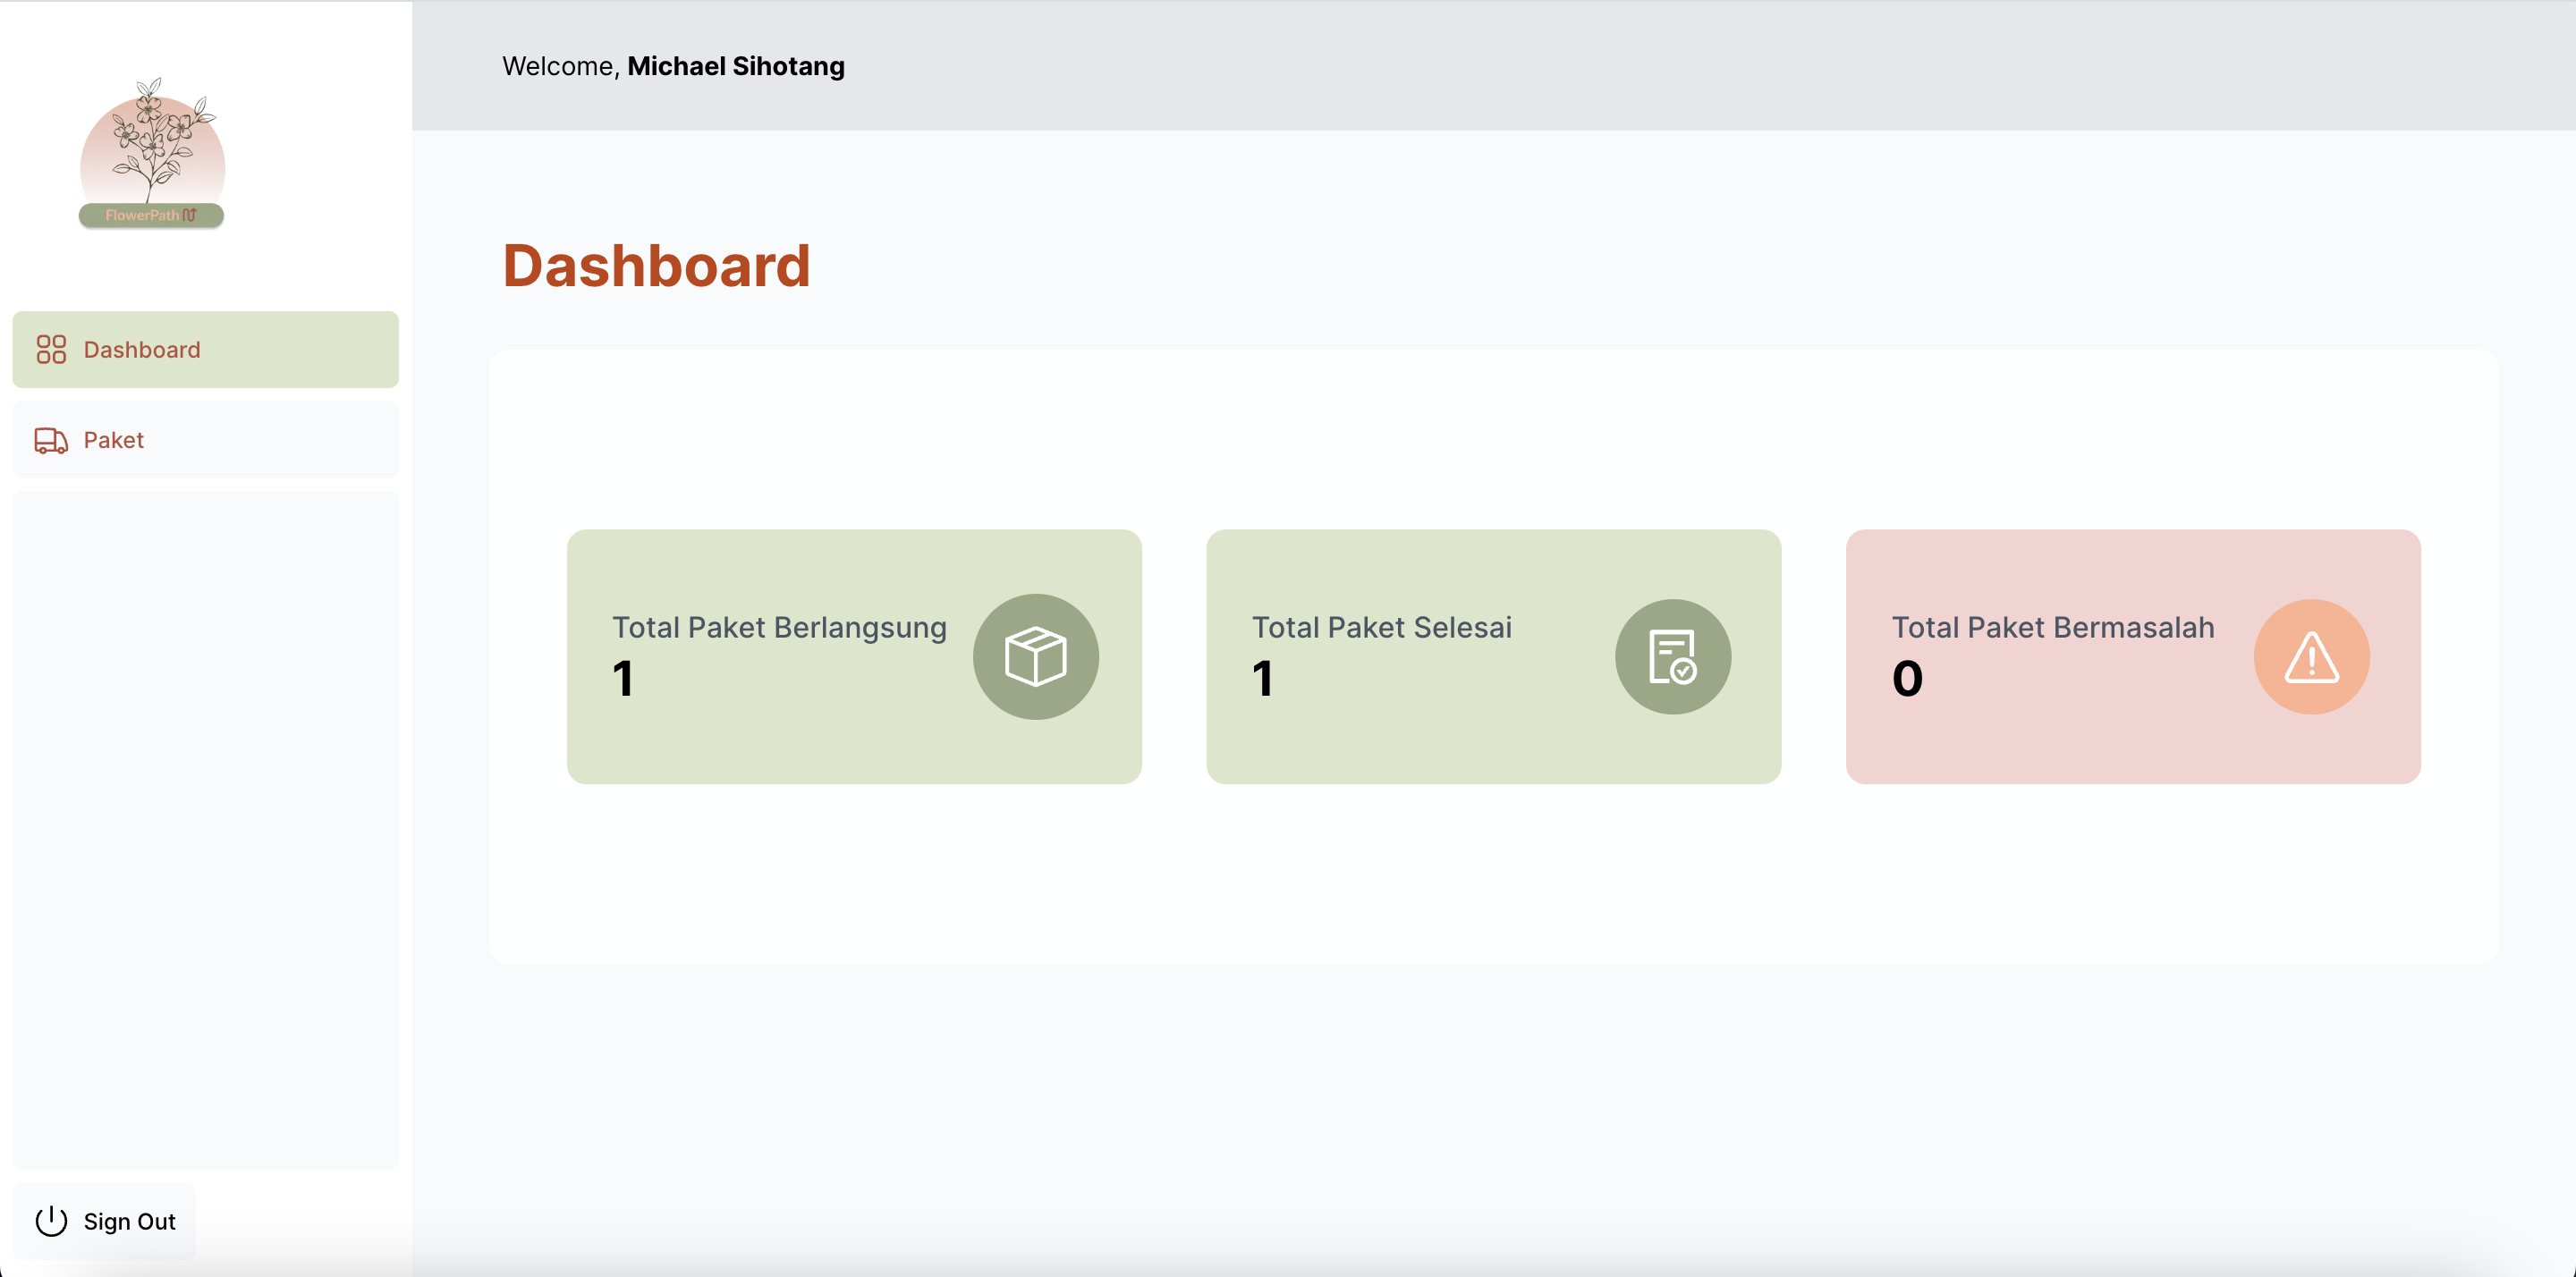 Welcome, Michael Sihotang
FlowerPath
Dashboard
Dashboard
Paket
Total Paket Berlangsung
1
Total Paket Selesai
1
Total Paket Bermasalah
0
Sign Out